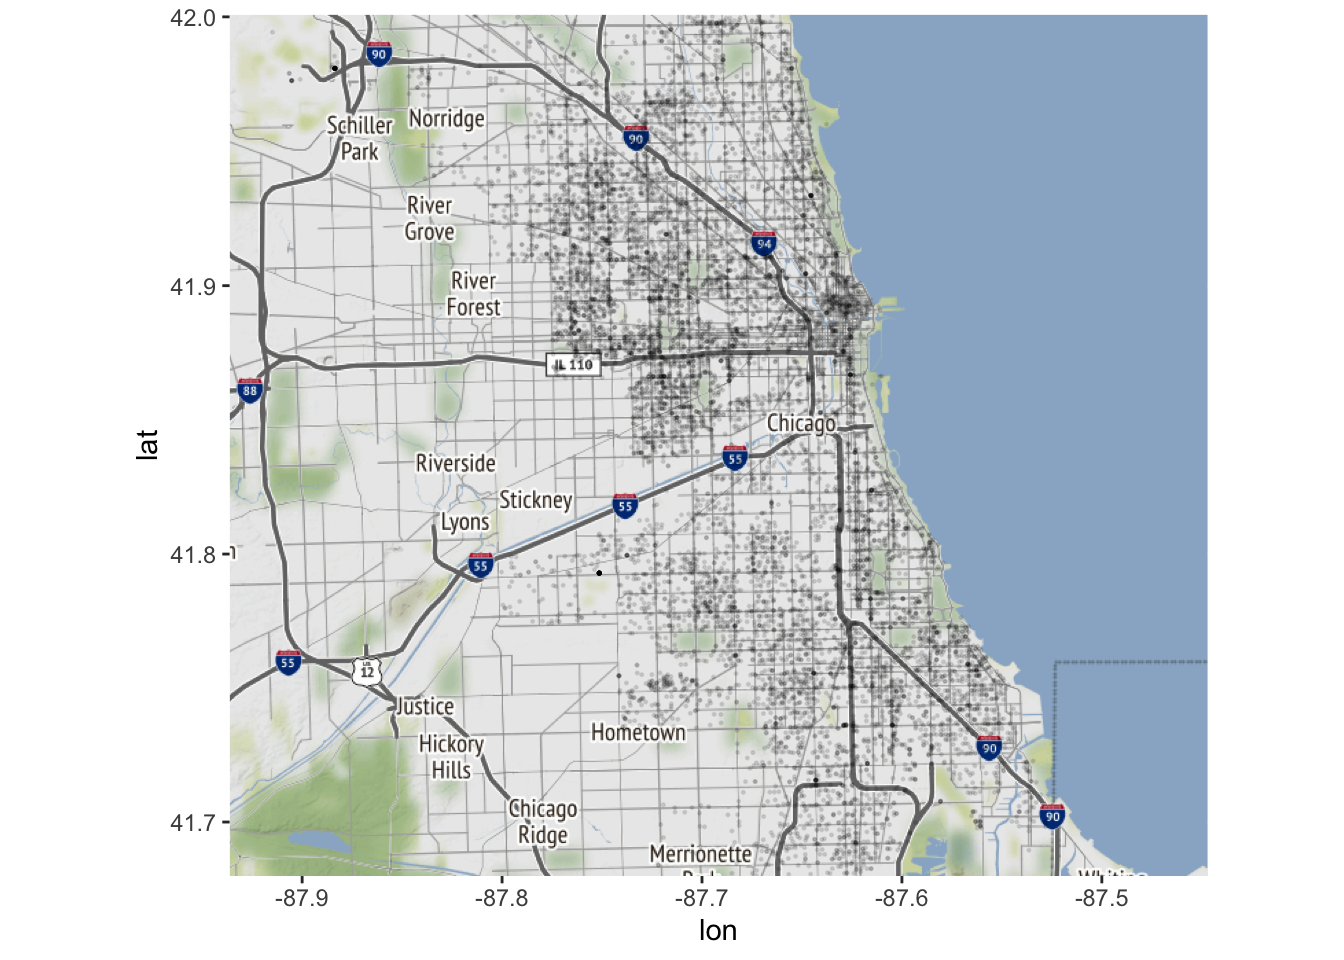 42.0
90
Norridge
Schiller
Park
90
River
Grove
94
41.9
River
Forest
IL 110
88
Chicago
lat
55
Riverside
Stickney
55
Lyons
41.8
55
55
US
12
Justice
Hometown
Hickory
Hills
90
Chicago
Ridge
41.7
90
Merrionette
-87.9
-87.8
-87.7
-87.6
-87.5
lon